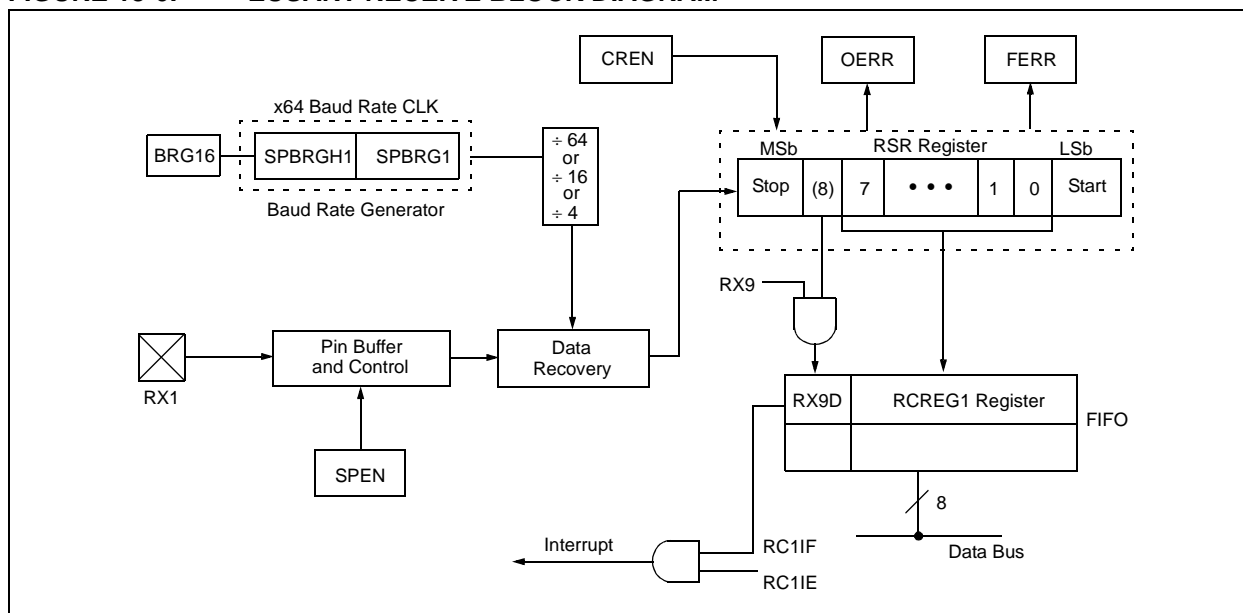 CREN
OERR
FERR
x64 Baud Rate CLK
BRG16
SPBRGH1
SPBRG1
Baud Rate Generator
÷ 64
or
÷ 16
or
÷ 4
MSb
RSR Register
LSb
Stop
(8)
7
• • •
1
0
Start
RX9
RX1
Pin Buffer
and Control
Data
Recovery
SPEN
RX9D
RCREG1 Register
FIFO
8
Data Bus
Interrupt
RC1IF
RC1IE